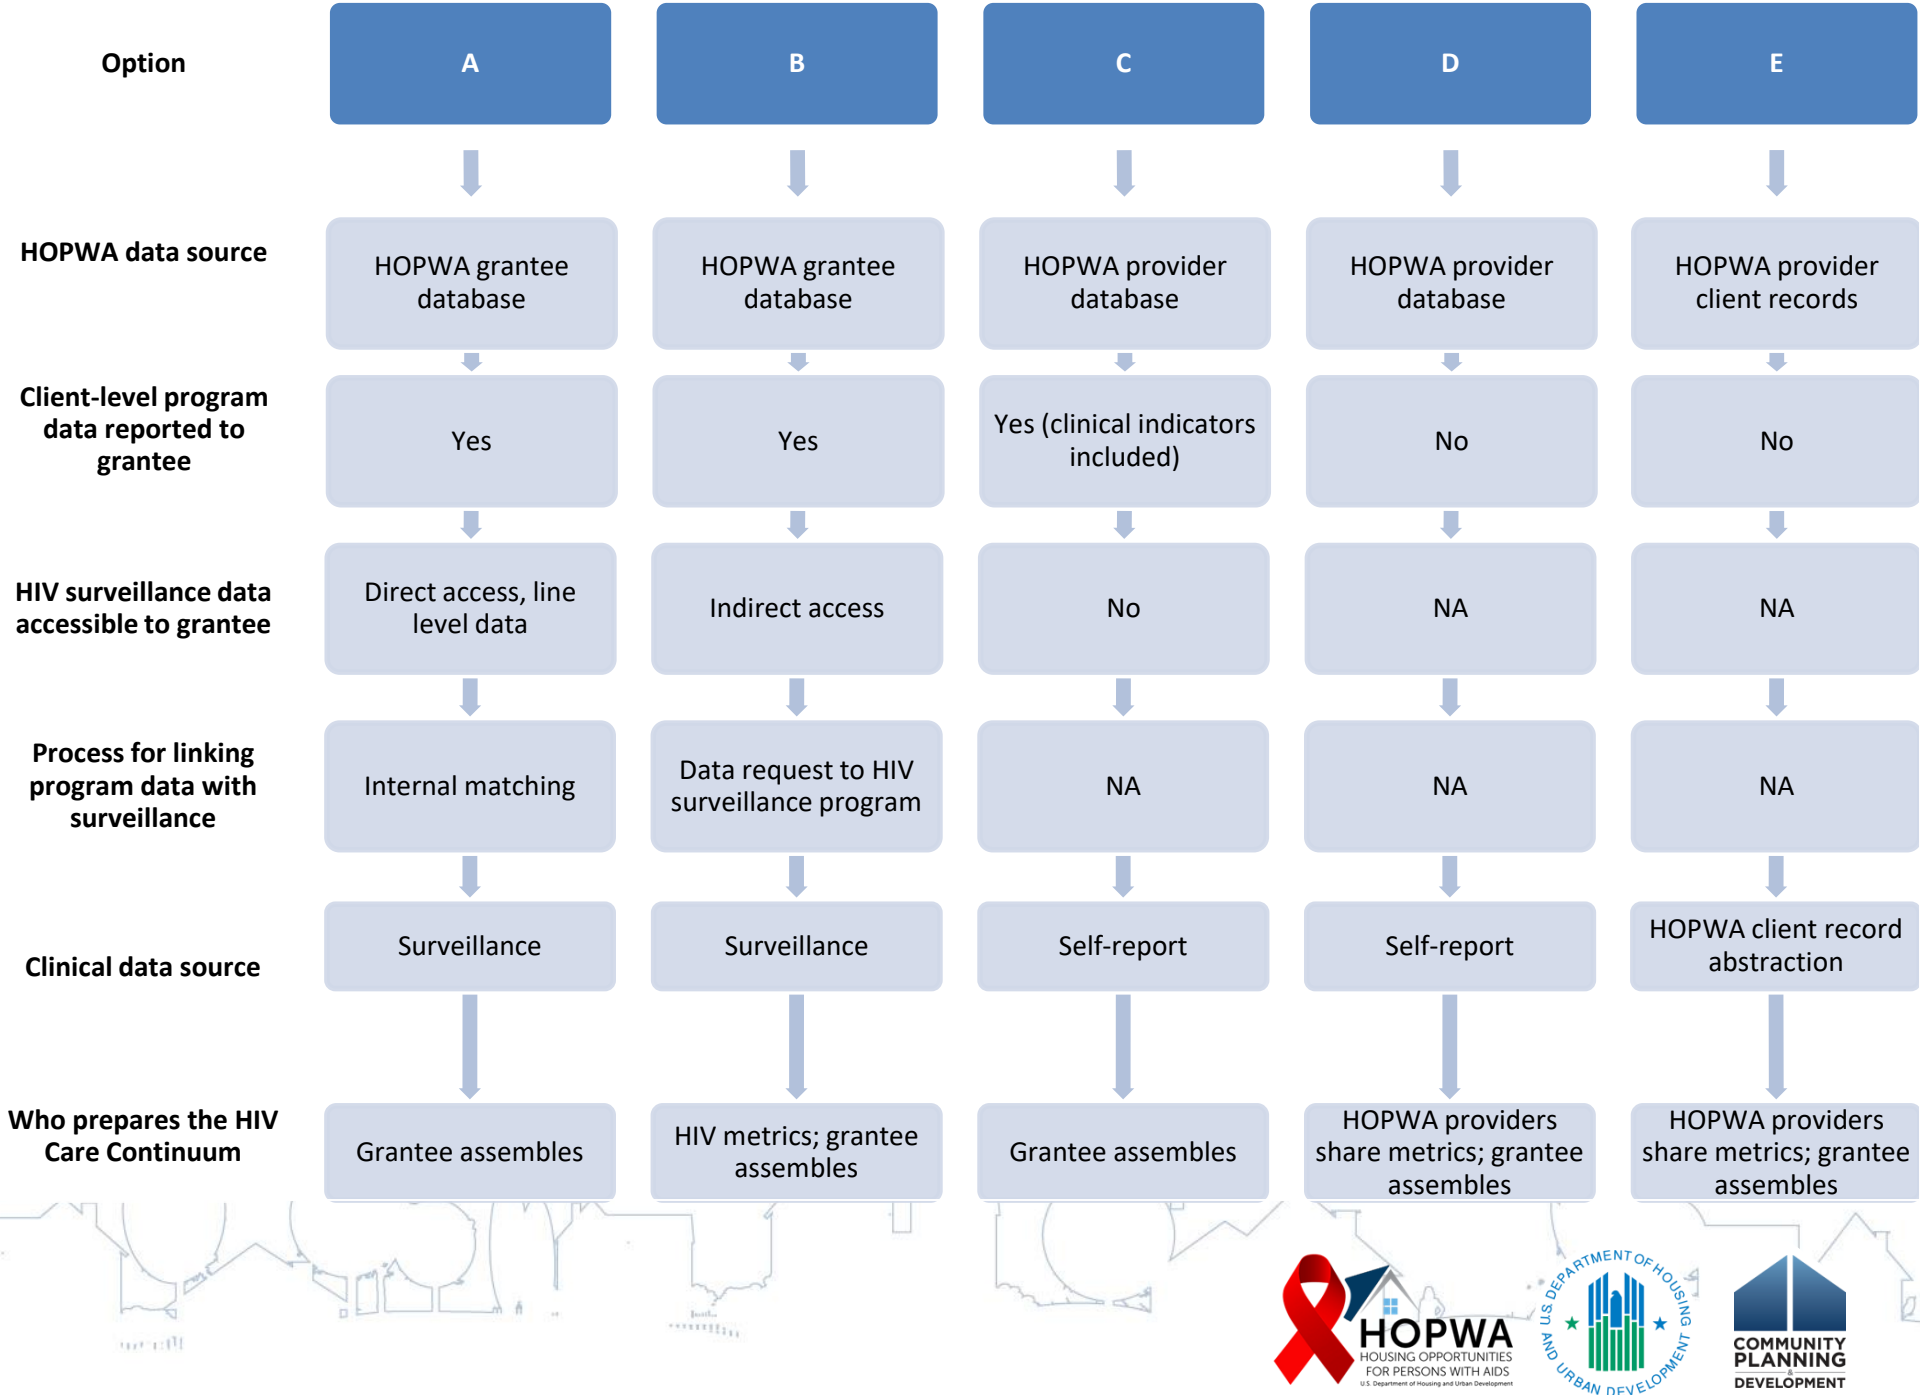 Option
A
B
C
D
E
HOPWA data source
HOPWA grantee
database
HOPWA grantee
database
HOPWA provider
database
HOPWA provider
database
HOPWA provider
client records
Client-level program
data reported to
grantee
Yes
Yes
Yes (clinical indicators
included)
No
No
HIV surveillance data
accessible to grantee
Direct access, line
level data
Indirect access
No
NA
NA
Process for linking
program data with
surveillance
Internal matching
Data request to HIV
surveillance program
NA
NA
NA
Clinical data source
Surveillance
Surveillance
Self-report
Self-report
HOPWA client record
abstraction
Who prepares the HIV
Care Continuum
Grantee assembles
HIV metrics; grantee
assembles
Grantee assembles
HOPWA providers
share metrics; grantee
assembles
HOPWA providers
share metrics; grantee
assembles
HOPWA
HOUSING OPPORTUNITIES
FOR PERSONS WITH AIDS
U.S. Department of Housing and Urban Development
U.S. DEPARTMENT OF HOUSING
AND URBAN DEVELOPMENT
COMMUNITY
PLANNING
&
DEVELOPMENT